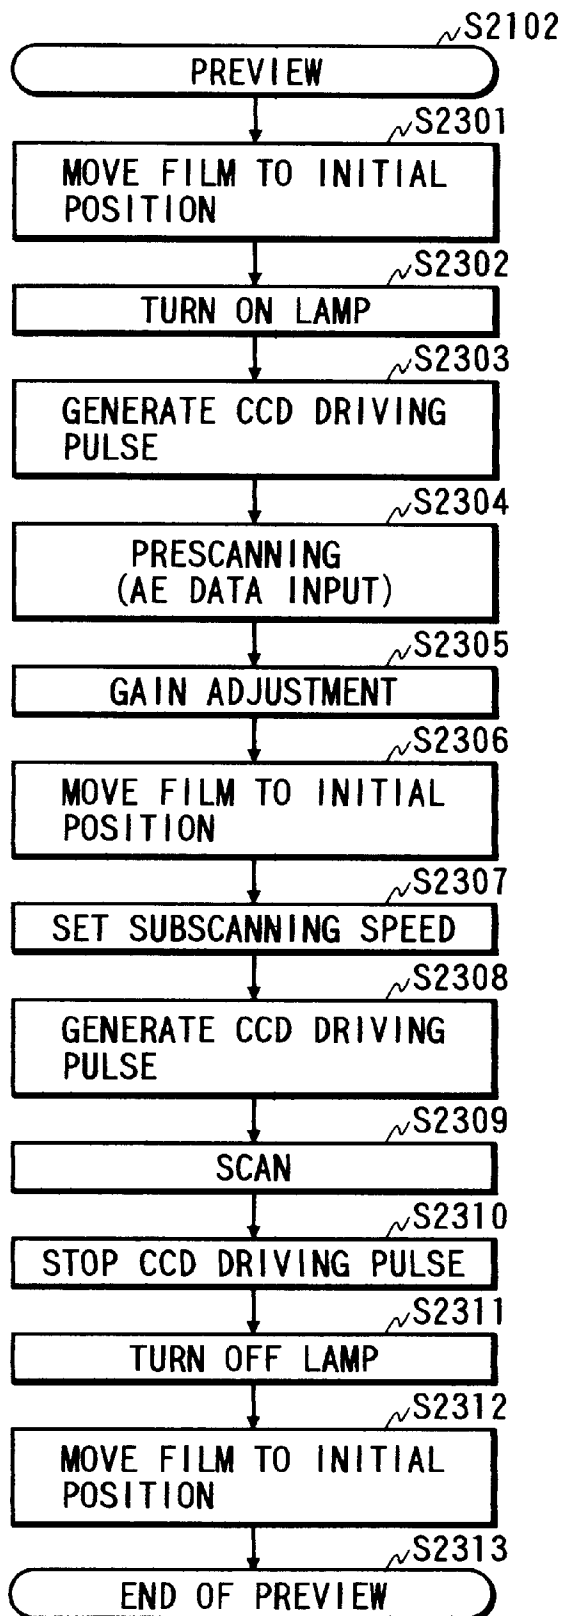 S2102
PREVIEW
S2301
MOVE FILM TO INITIAL
POSITION
S2302
TURN ON LAMP
S2303
GENERATE CCD DRIVING
PULSE
S2304
PRESCANNING
(AE DATA INPUT)
S2305
GAIN ADJUSTMENT
S2306
MOVE FILM TO INITIAL
POSITION
S2307
SET SUBSCANNING SPEED
S2308
GENERATE CCD DRIVING
PULSE
S2309
SCAN
S2310
STOP CCD DRIVING PULSE
S2311
TURN OFF LAMP
S2312
MOVE FILM TO INITIAL
POSITION
S2313
END OF PREVIEW